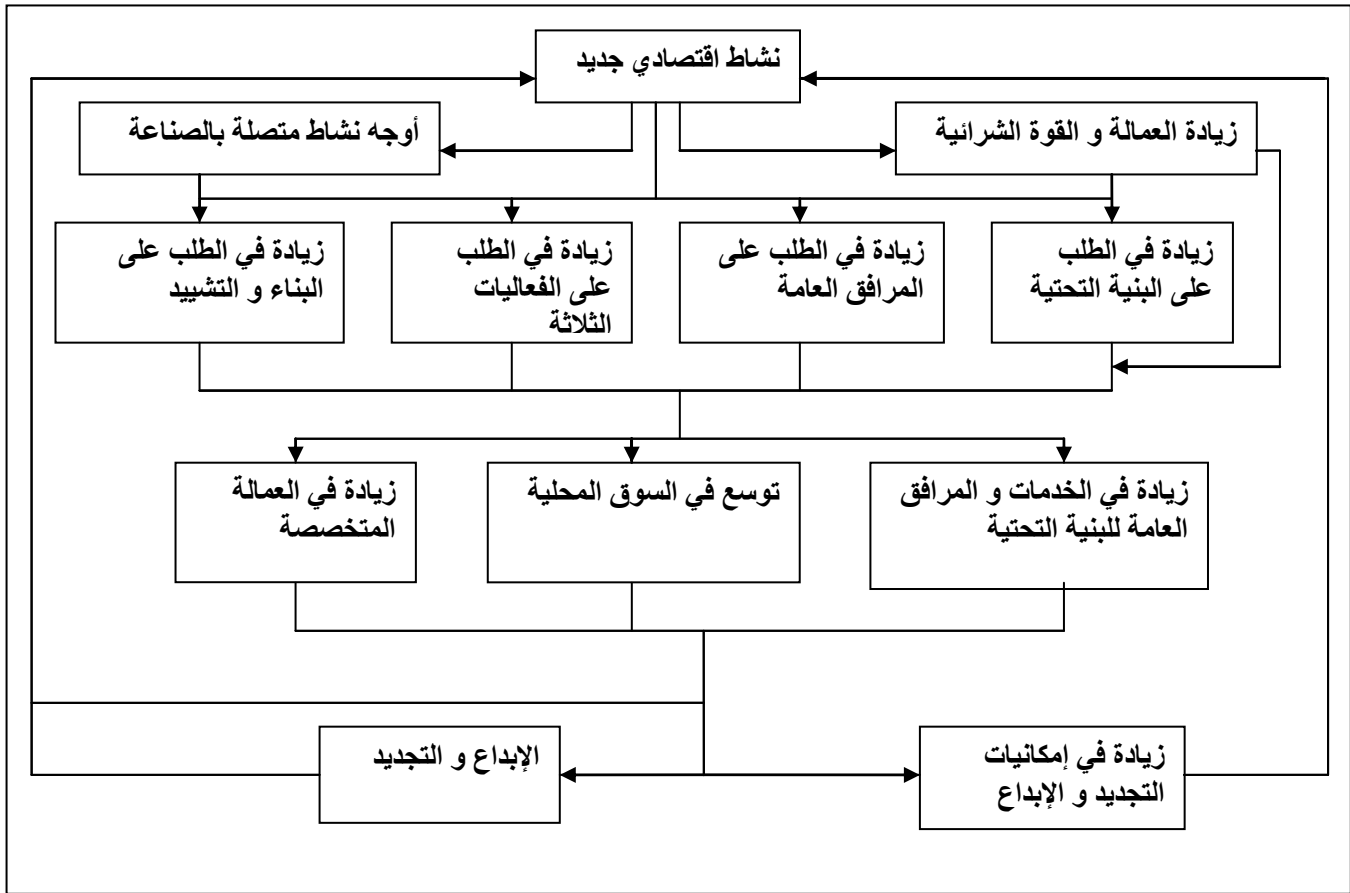 نشاط اقتصادي جديد
زيادة العمالة و القوة الشرائية
أوجه نشاط متصلة بالصناعة
زيادة في الطلب
على البنية التحتية
زيادة في الطلب على
المرافق العامة
زيادة في الطلب
على الفعاليات
الثلاثة
زيادة في الطلب على
البناء و التشييد
زيادة في الخدمات و المرافق
العامة للبنية التحتية
توسع في السوق المحلية
زيادة في العمالة
المتخصصة
زيادة في إمكانيات
التجديد و الإبداع
الإبداع و التجديد